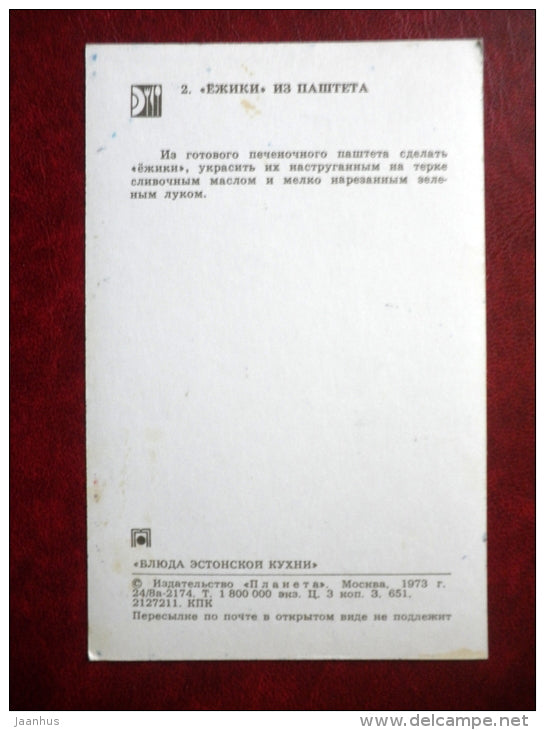 2. «ЁЖИКИ» ИЗ ПАШТЕТА
Из готового печеночного паштета сделать
«ёжики», украсить их наструганным на терке
сливочным маслом и мелко нарезанным зеле-
ным луком.
«БЛЮДА ЭСТОНСКОЙ КУХНИ»
© Издательство «Планета». Москва, 1973 г.
24/8а-2174. Т. 1 800 000 экз. Ц. 3 коп. З. 651.
2127211. КПК
Пересылке по почте в открытом виде не подлежит
jaanhus
delcampe.net